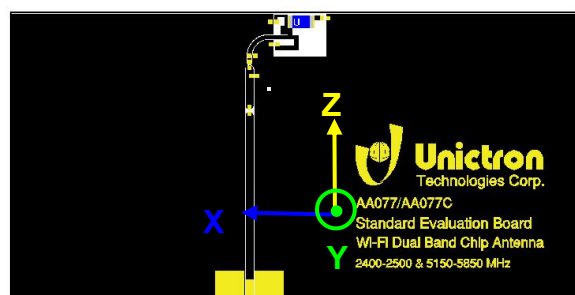 U
Z
Unictron
Technologies Corp.
X
AA077/AA077C
Standard Evaluation Board
Y
Wi-Fi Dual Band Chip Antenna
2400-2500 & 5150-5850 MHz